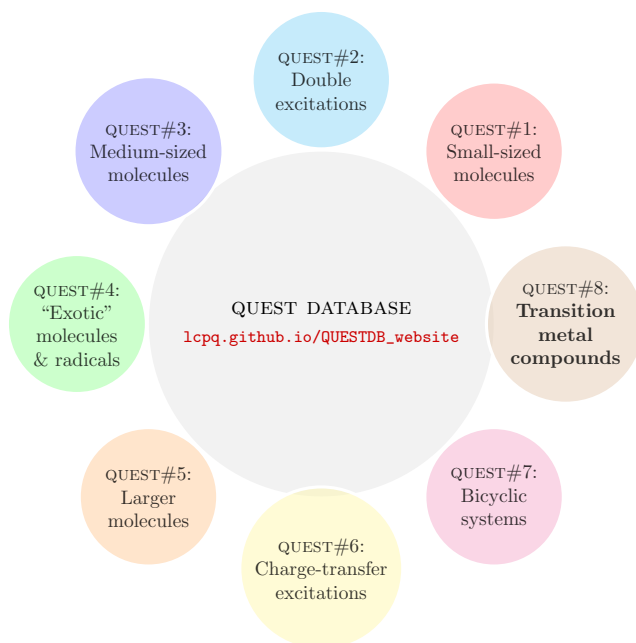 QUEST#2:
Double
excitations
QUEST#3:
Medium-sized
molecules
QUEST#1:
Small-sized
molecules
QUEST#4:
“Exotic”
molecules
& radicals
QUEST DATABASE
lcpq.github.io/QUESTDB_website
QUEST#8:
Transition
metal
compounds
QUEST#5:
Larger
molecules
QUEST#7:
Bicyclic
systems
QUEST#6:
Charge-transfer
excitations